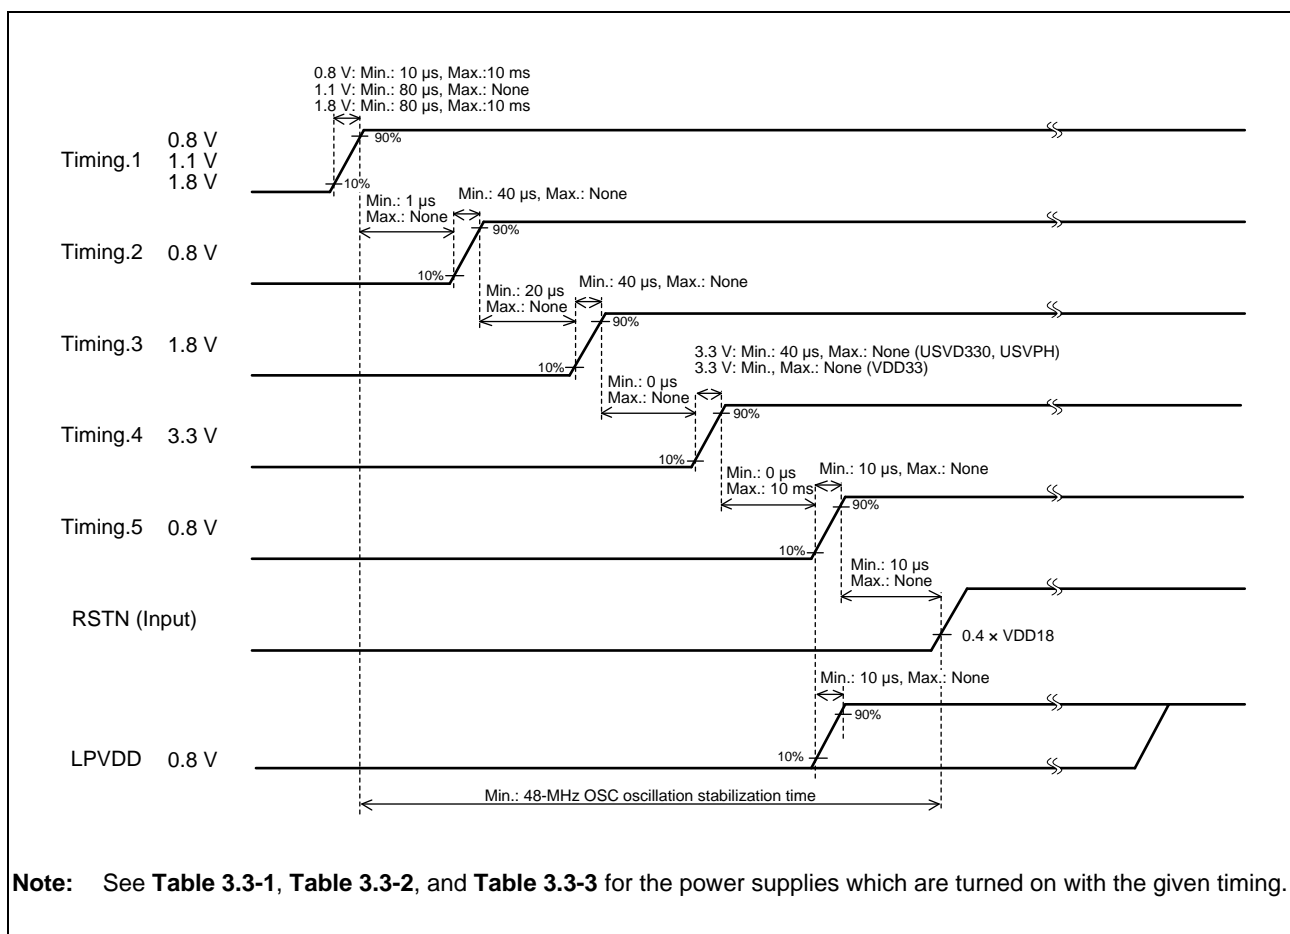 0.8 V: Min.: 10 µs, Max.:10 ms
1.1 V: Min.: 80 µs, Max.: None
1.8 V: Min.: 80 µs, Max.:10 ms
Timing.1
0.8 V
1.1 V
1.8 V
90%
10%
Min.: 1 µs
Max.: None
Min.: 40 µs, Max.: None
Timing.2 0.8 V
90%
10%
Min.: 20 µs
Max.: None
Min.: 40 µs, Max.: None
Timing.3 1.8 V
90%
10%
3.3 V: Min.: 40 µs, Max.: None (USVD330, USVPH)
3.3 V: Min., Max.: None (VDD33)
Min.: 0 µs
Max.: None
Timing.4 3.3 V
90%
10%
Min.: 0 µs
Max.: 10 ms
Min.: 10 µs, Max.: None
Timing.5 0.8 V
90%
10%
Min.: 10 µs
Max.: None
RSTN (Input)
0.4 × VDD18
Min.: 10 µs, Max.: None
90%
LPVDD 0.8 V
10%
Min.: 48-MHz OSC oscillation stabilization time
Note: See Table 3.3-1, Table 3.3-2, and Table 3.3-3 for the power supplies which are turned on with the given timing.